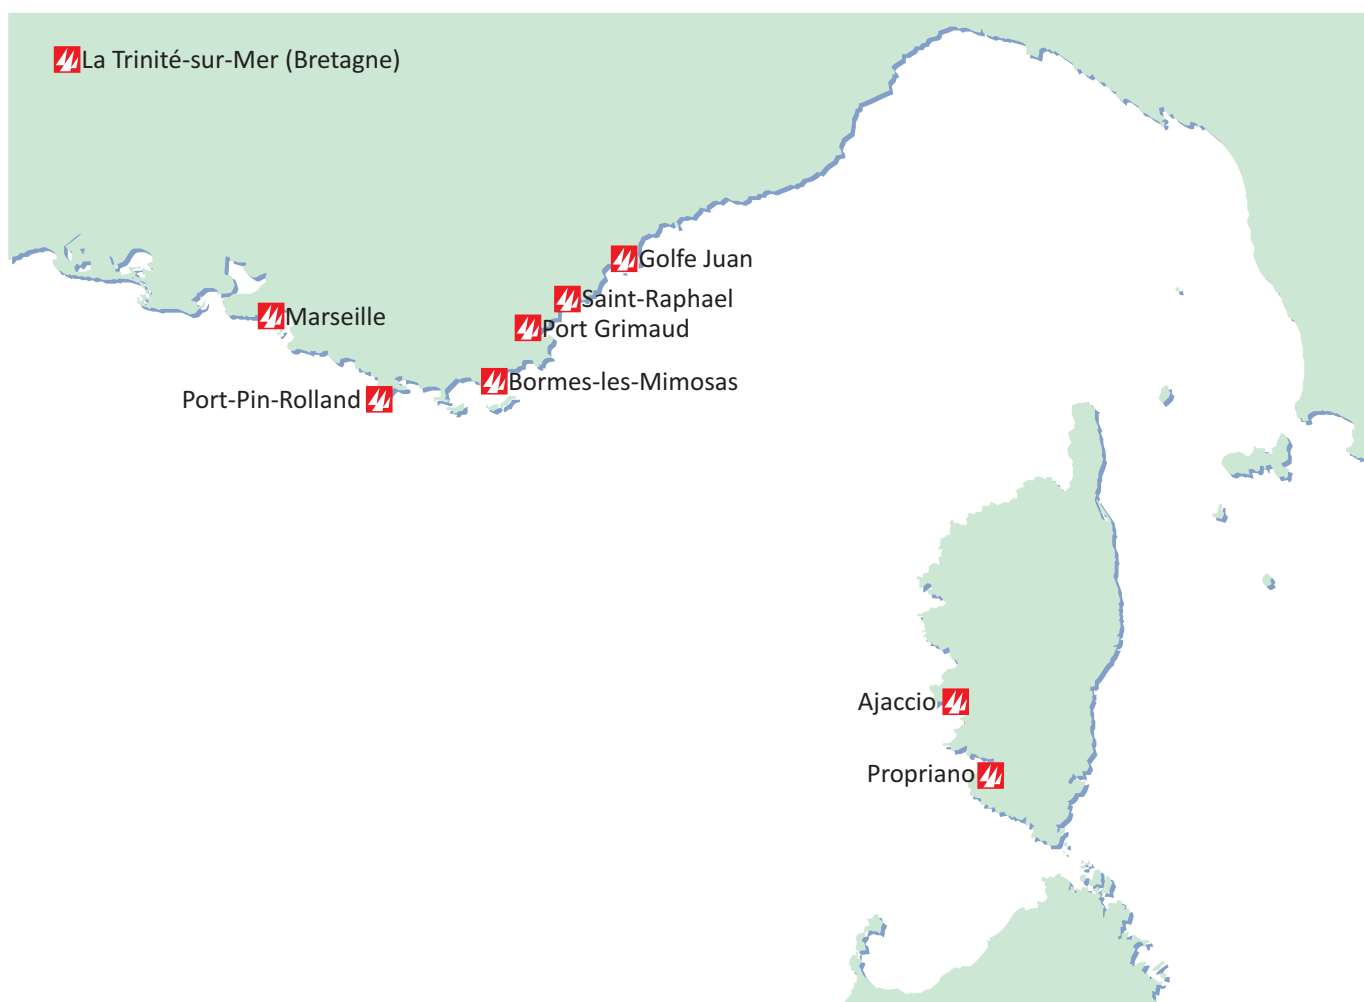 La Trinité-sur-Mer (Bretagne)
Golfe Juan
Saint-Raphael
Marseille
Port Grimaud
Bormes-les-Mimosas
Port-Pin-Rolland
Ajaccio
Propriano